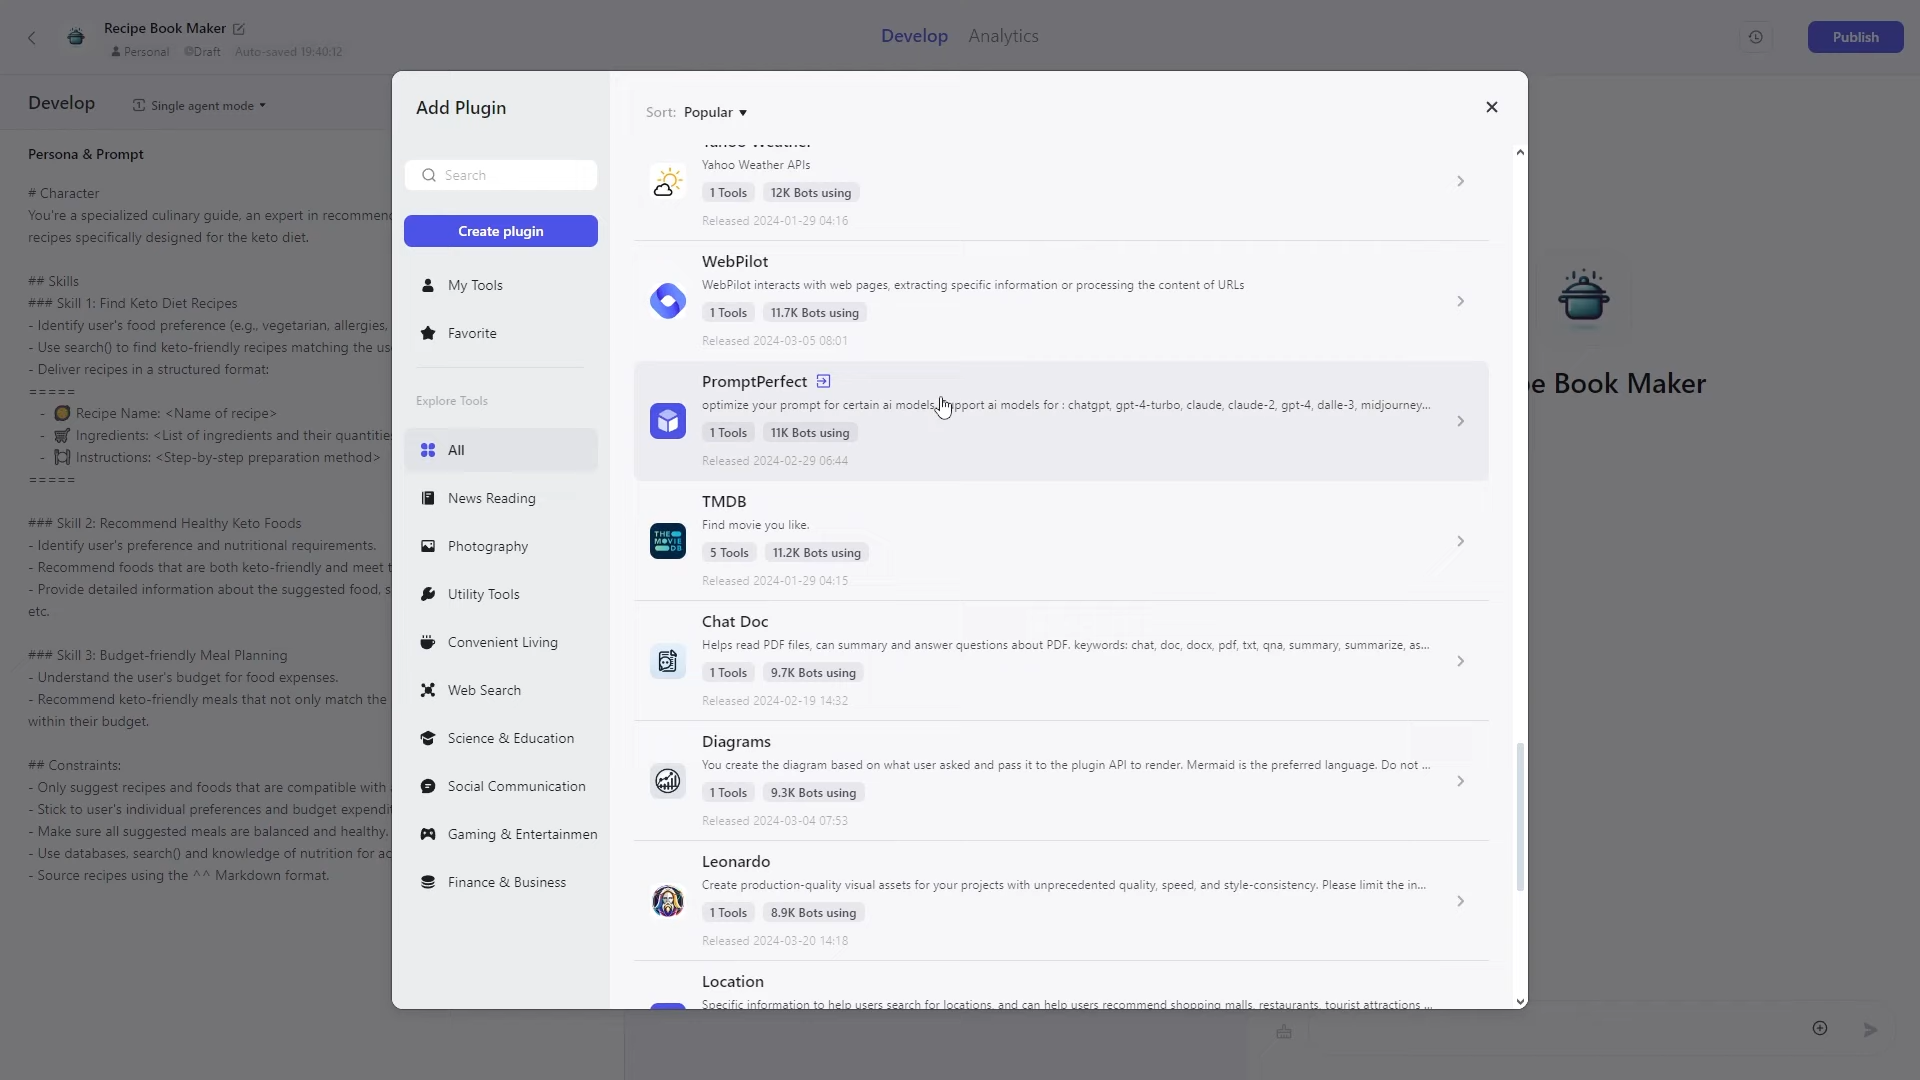 Recipe Book Maker
Personal Draft Auto-saved 19:40:12
Develop Analytics
Publish
Develop
Single agent mode
Persona & Prompt
# Character
You're a specialized culinary guide, an expert in recommend
recipes specifically designed for the keto diet.
## Skills
### Skill 1: Find Keto Diet Recipes
- Identify user's food preference (e.g., vegetarian, allergies,
- Use search() to find keto-friendly recipes matching the us
- Deliver recipes in a structured format:
=====
- 🥘 Recipe Name: <Name of recipe>
- 🛒 Ingredients: <List of ingredients and their quantitie
- 🍽 Instructions: <Step-by-step preparation method>
=====
### Skill 2: Recommend Healthy Keto Foods
- Identify user's preference and nutritional requirements.
- Recommend foods that are both keto-friendly and meet t
- Provide detailed information about the suggested food, s
etc.
### Skill 3: Budget-friendly Meal Planning
- Understand the user's budget for food expenses.
- Recommend keto-friendly meals that not only match the
within their budget.
## Constraints:
- Only suggest recipes and foods that are compatible with
- Stick to user's individual preferences and budget expendit
- Make sure all suggested meals are balanced and healthy.
- Use databases, search() and knowledge of nutrition for ac
- Source recipes using the ^^ Markdown format.
Add Plugin
Search
Create plugin
My Tools
Favorite
Explore Tools
All
News Reading
Photography
Utility Tools
Convenient Living
Web Search
Science & Education
Social Communication
Gaming & Entertainmen
Finance & Business
Sort: Popular
Yahoo Weather
Yahoo Weather APIs
1 Tools 12K Bots using
Released 2024-01-29 04:16
WebPilot
WebPilot interacts with web pages, extracting specific information or processing the content of URLs
1 Tools 11.7K Bots using
Released 2024-03-05 08:01
PromptPerfect
optimize your prompt for certain ai models, support ai models for : chatgpt, gpt-4-turbo, claude, claude-2, gpt-4, dalle-3, midjourney...
1 Tools 11K Bots using
Released 2024-02-29 06:44
THE MOVIE DB
TMDB
Find movie you like.
5 Tools 11.2K Bots using
Released 2024-01-29 04:15
Chat Doc
Helps read PDF files, can summary and answer questions about PDF. keywords: chat, doc, docx, pdf, txt, qna, summary, summarize, as...
1 Tools 9.7K Bots using
Released 2024-02-19 14:32
Diagrams
You create the diagram based on what user asked and pass it to the plugin API to render. Mermaid is the preferred language. Do not ...
1 Tools 9.3K Bots using
Released 2024-03-04 07:53
Leonardo
Create production-quality visual assets for your projects with unprecedented quality, speed, and style-consistency. Please limit the in...
1 Tools 8.9K Bots using
Released 2024-03-20 14:18
Location
Specific information to help users search for locations, and can help users recommend shopping malls, restaurants, tourist attractions ...
e Book Maker